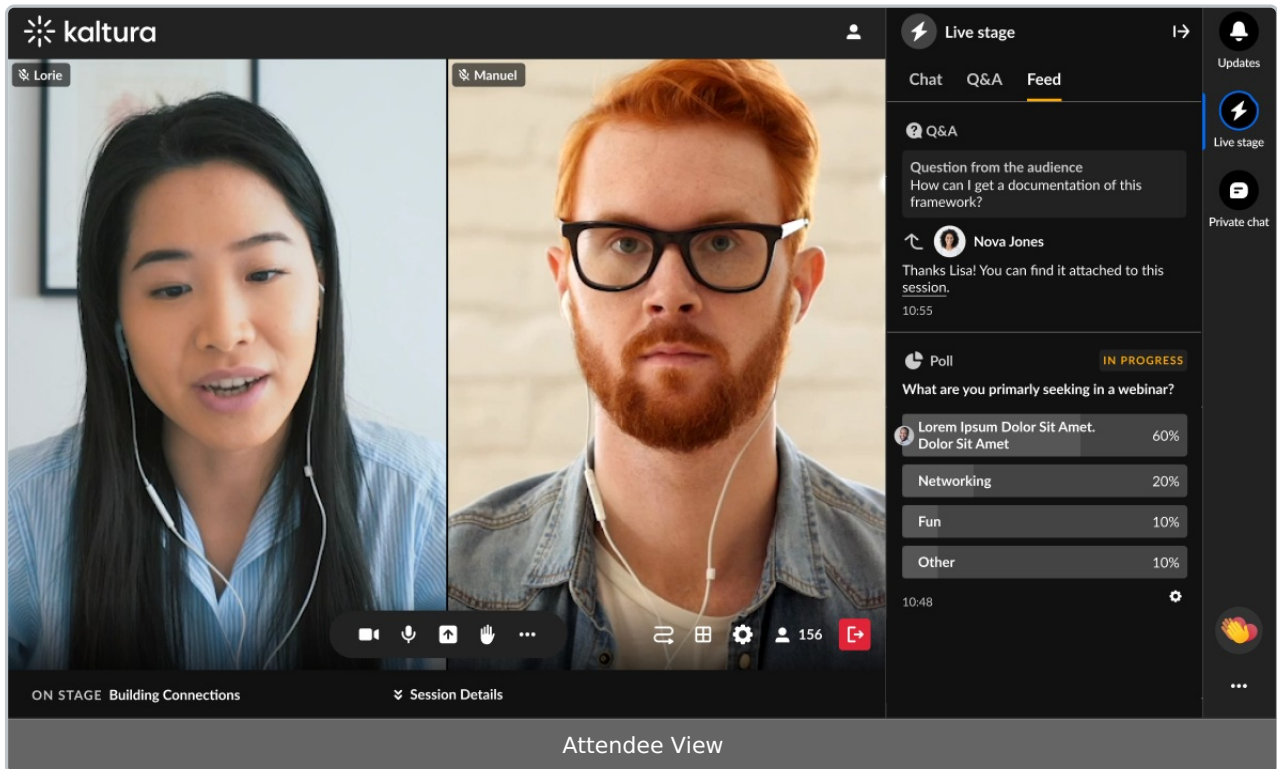 kaltura
Lorie
Manuel
156
ON STAGE Building Connections
Session Details
Live stage
Chat Q&A Feed
Q&A
Question from the audience
How can I get a documentation of this
framework?
Nova Jones
Thanks Lisa! You can find it attached to this
session.
10:55
Poll IN PROGRESS
What are you primarly seeking in a webinar?
Lorem Ipsum Dolor Sit Amet.
Dolor Sit Amet 60%
Networking 20%
Fun 10%
Other 10%
10:48
Updates
Live stage
Private chat
Attendee View